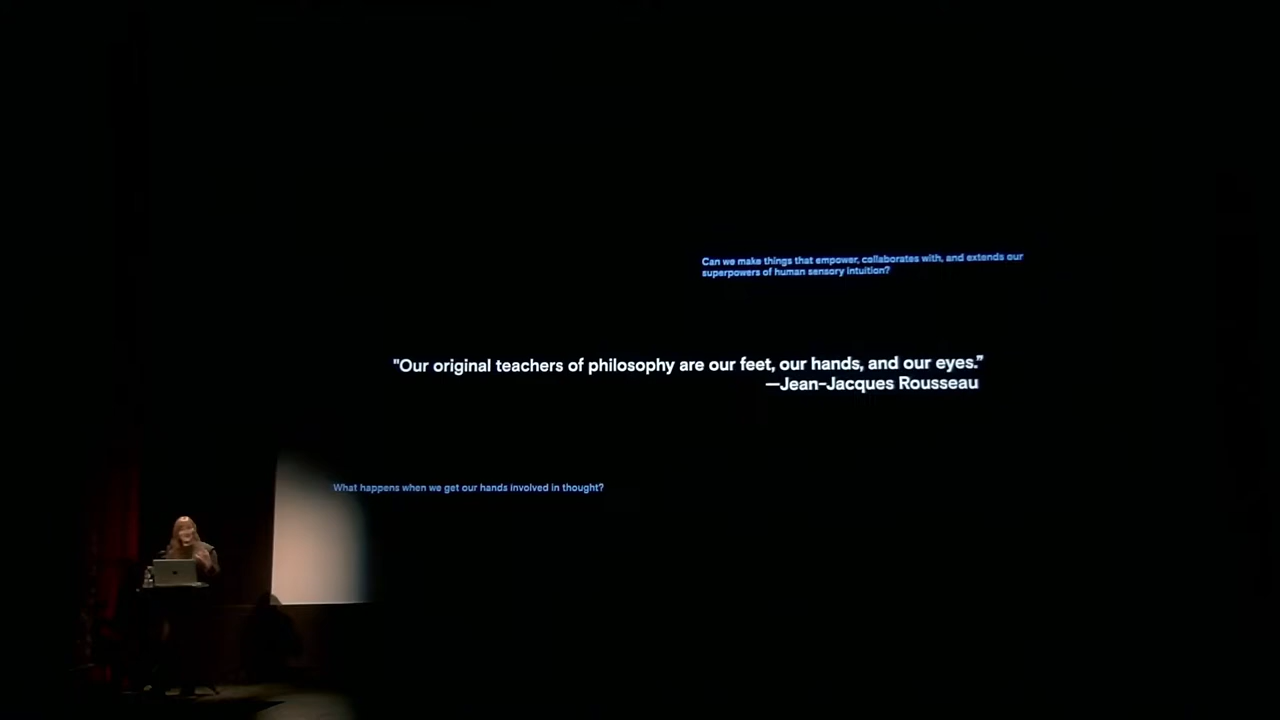 Can we make things that empower, collaborates with, and extends our
superpowers of human sensory intuition?
"Our original teachers of philosophy are our feet, our hands, and our eyes.”
—Jean-Jacques Rousseau
What happens when we get our hands involved in thought?